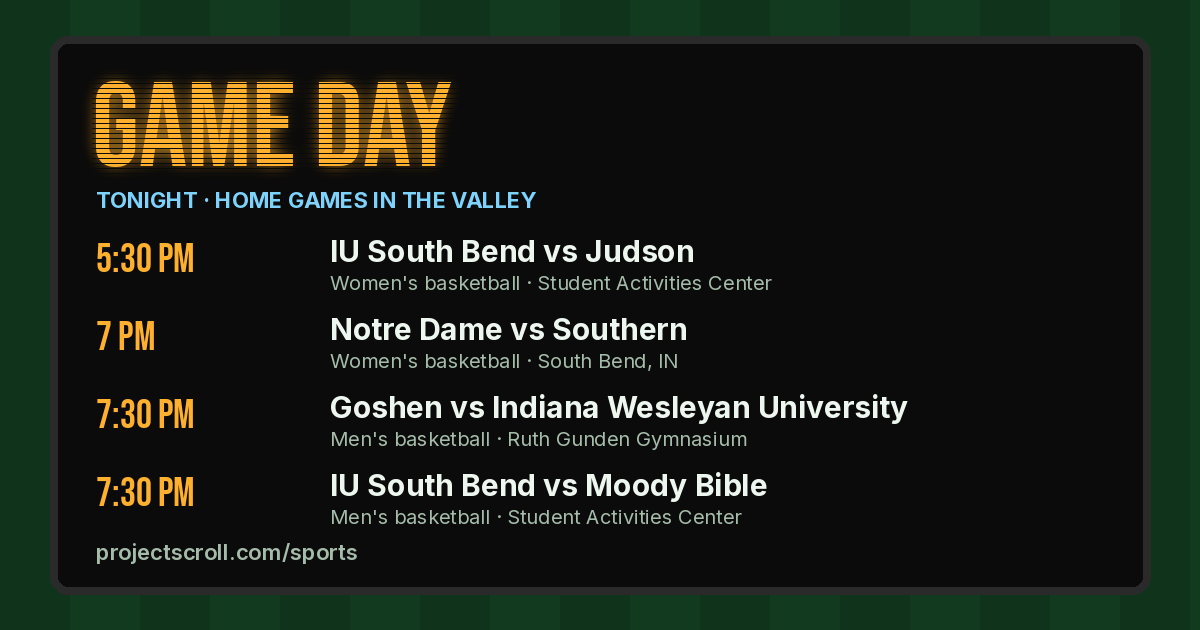 GAME DAY
TONIGHT · HOME GAMES IN THE VALLEY
5:30 PM
IU South Bend vs Judson
Women's basketball · Student Activities Center
7 PM
Notre Dame vs Southern
Women's basketball · South Bend, IN
7:30 PM
Goshen vs Indiana Wesleyan University
Men's basketball · Ruth Gunden Gymnasium
7:30 PM
IU South Bend vs Moody Bible
Men's basketball · Student Activities Center
projectscroll.com/sports